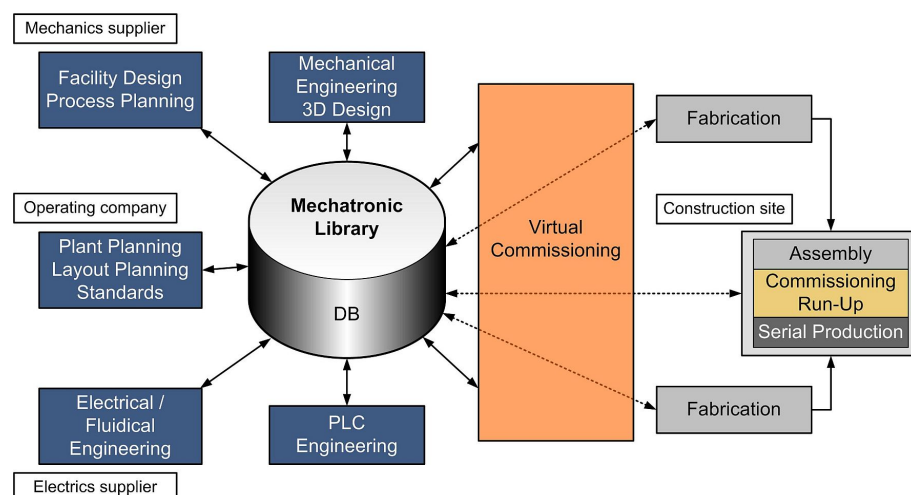 Mechanics supplier
Facility Design
Process Planning
Mechanical
Engineering
3D Design
Fabrication
Operating company
Plant Planning
Layout Planning
Standards
Mechatronic
Library
DB
Virtual
Commissioning
Construction site
Assembly
Commissioning
Run-Up
Serial Production
Electrical /
Fluidical
Engineering
PLC
Engineering
Fabrication
Electrics supplier